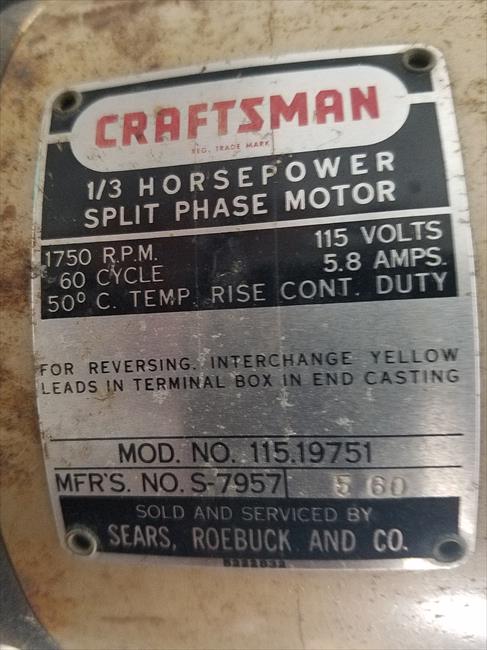 CRAFTSMAN
REG. TRADE MARK
1/3 HORSEPOWER
SPLIT PHASE MOTOR
1750 R.P.M. 115 VOLTS
60 CYCLE 5.8 AMPS.
50° C. TEMP. RISE CONT. DUTY
FOR REVERSING, INTERCHANGE YELLOW
LEADS IN TERMINAL BOX IN END CASTING
MOD. NO. 115.19751
MFR'S. NO. S-7957 5 60
SOLD AND SERVICED BY
SEARS, ROEBUCK AND CO.